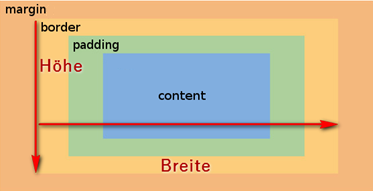 margin
border
padding
Höhe
content
Breite